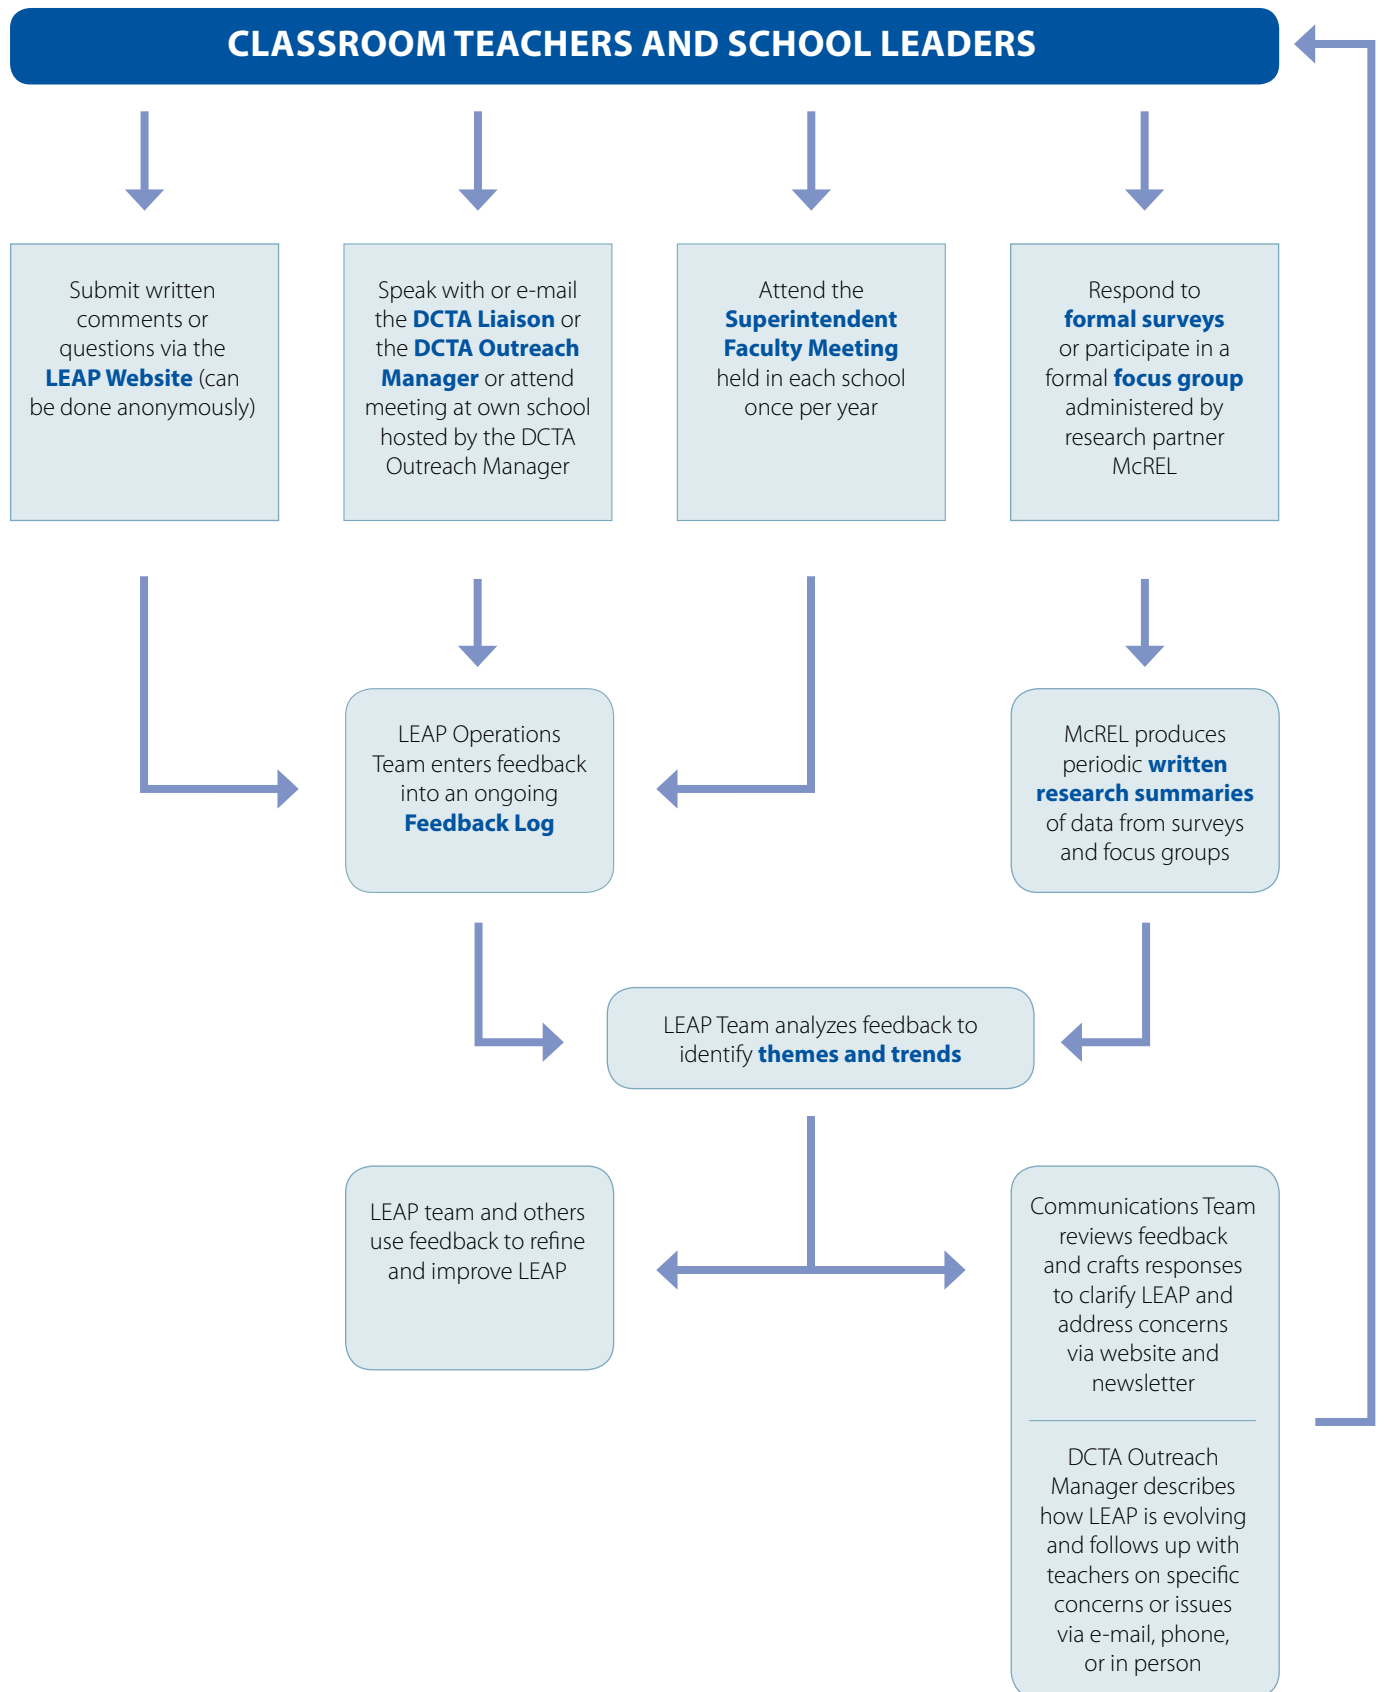 CLASSROOM TEACHERS AND SCHOOL LEADERS
Submit written
comments or
questions via the
LEAP Website (can
be done anonymously)
Speak with or e-mail
the DCTA Liaison or
the DCTA Outreach
Manager or attend
meeting at own school
hosted by the DCTA
Outreach Manager
Attend the
Superintendent
Faculty Meeting
held in each school
once per year
Respond to
formal surveys
or participate in a
formal focus group
administered by
research partner
McREL
LEAP Operations
Team enters feedback
into an ongoing
Feedback Log
McREL produces
periodic written
research summaries
of data from surveys
and focus groups
LEAP Team analyzes feedback to
identify themes and trends
LEAP team and others
use feedback to refine
and improve LEAP
Communications Team
reviews feedback
and crafts responses
to clarify LEAP and
address concerns
via website and
newsletter
DCTA Outreach
Manager describes
how LEAP is evolving
and follows up with
teachers on specific
concerns or issues
via e-mail, phone,
or in person